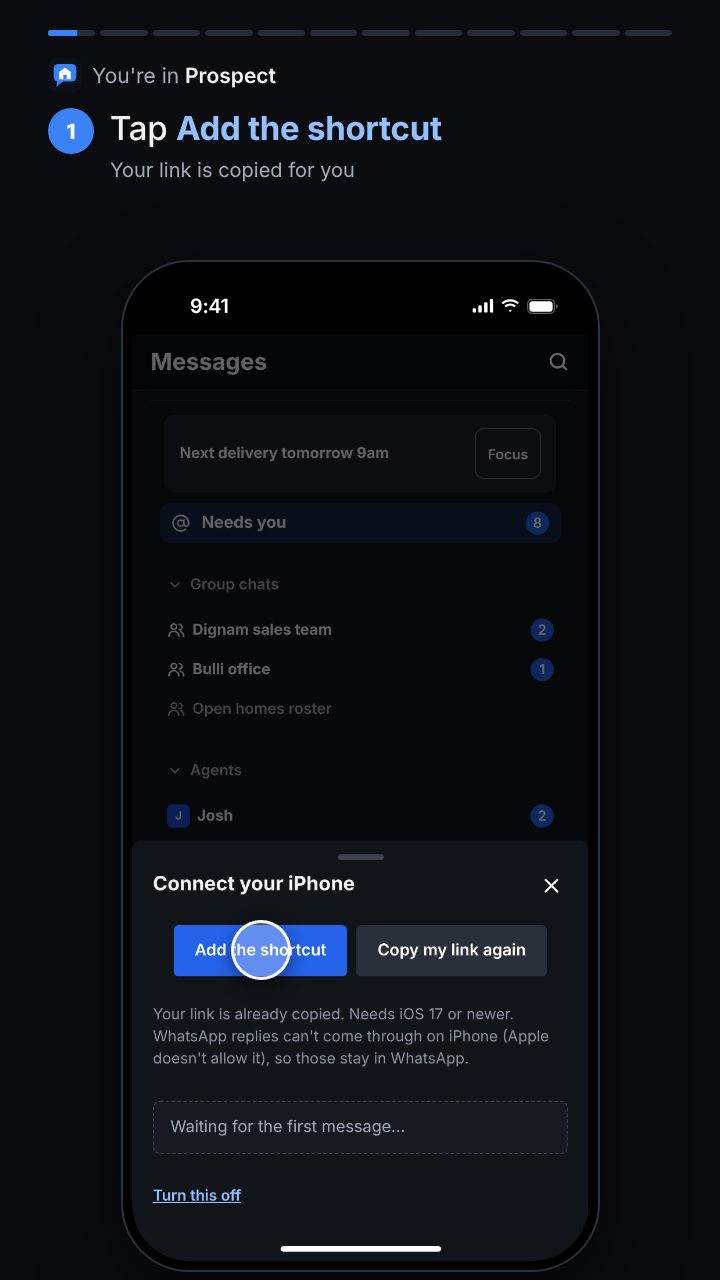 You're in Prospect
1
Tap Add the shortcut
Your link is copied for you
9:41
Messages
Next delivery tomorrow 9am
Focus
@ Needs you
8
Group chats
Dignam sales team
2
Bulli office
1
Open homes roster
Agents
J
Josh
2
Connect your iPhone
Add the shortcut
Copy my link again
Your link is already copied. Needs iOS 17 or newer.
WhatsApp replies can't come through on iPhone (Apple
doesn't allow it), so those stay in WhatsApp.
Waiting for the first message...
Turn this off